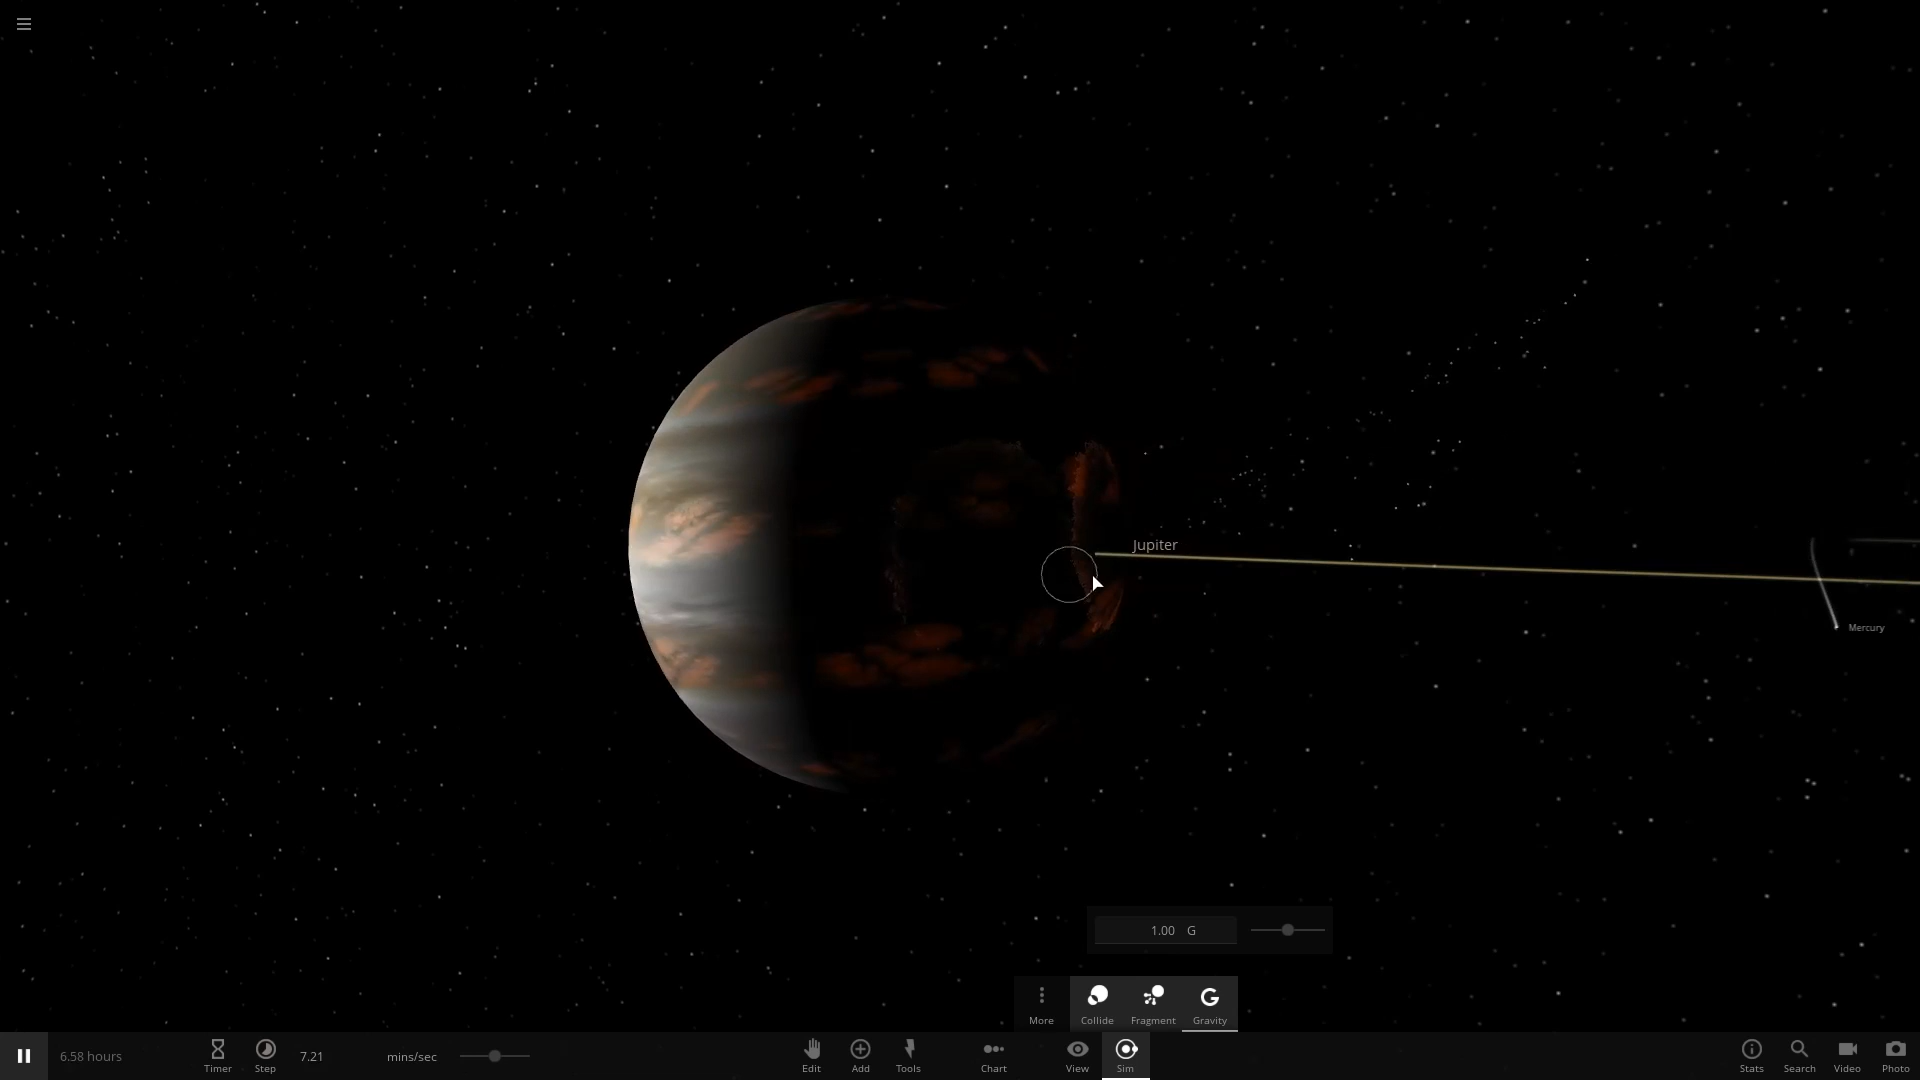 Jupiter
Mercury
1.00 G
More Collide Fragment Gravity
6.58 hours Timer Step 7.21 mins/sec Edit Add Tools Chart View Sim Stats Search Video Photo